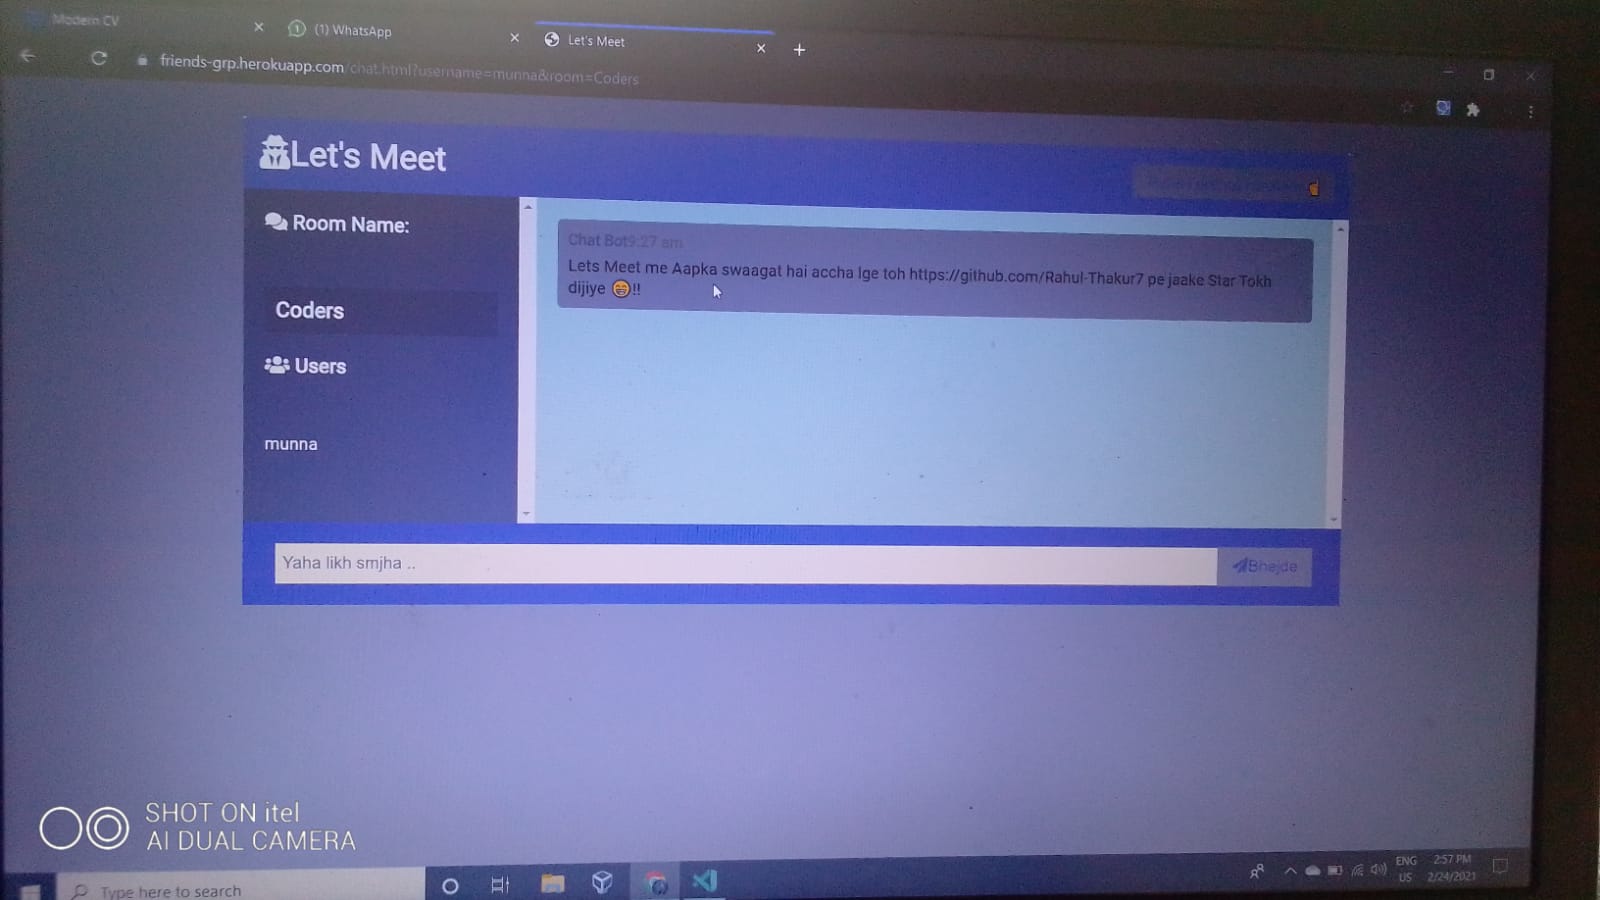 Modern CV
(1) WhatsApp
Let's Meet
friends-grp.herokuapp.com/chat.html?username=munna&room=Coders
Let's Meet
Room Name:
Coders
Users
munna
Chat Bot9:27 am
Lets Meet me Aapka swaagat hai accha lge toh https://github.com/Rahul-Thakur7 pe jaake Star Tokh
dijiye 😁!!
Yaha likh smjha ..
Bhejde
SHOT ON itel
AI DUAL CAMERA
Type here to search
ENG
US
2:57 PM
2/24/2021